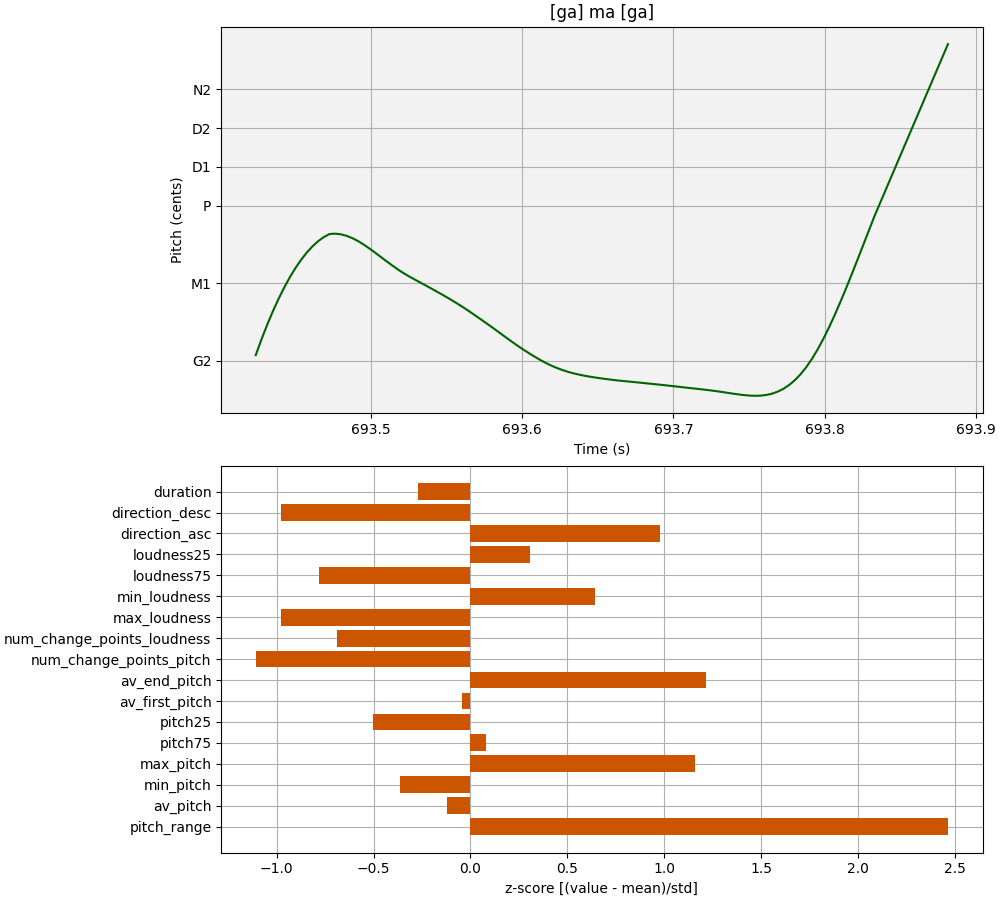 [ga] ma [ga]
N2
D2
D1
P
M1
G2
Pitch (cents)
693.5 693.6 693.7 693.8 693.9
Time (s)
duration
direction_desc
direction_asc
loudness25
loudness75
min_loudness
max_loudness
num_change_points_loudness
num_change_points_pitch
av_end_pitch
av_first_pitch
pitch25
pitch75
max_pitch
min_pitch
av_pitch
pitch_range
−1.0 −0.5 0.0 0.5 1.0 1.5 2.0 2.5
z-score [(value - mean)/std]